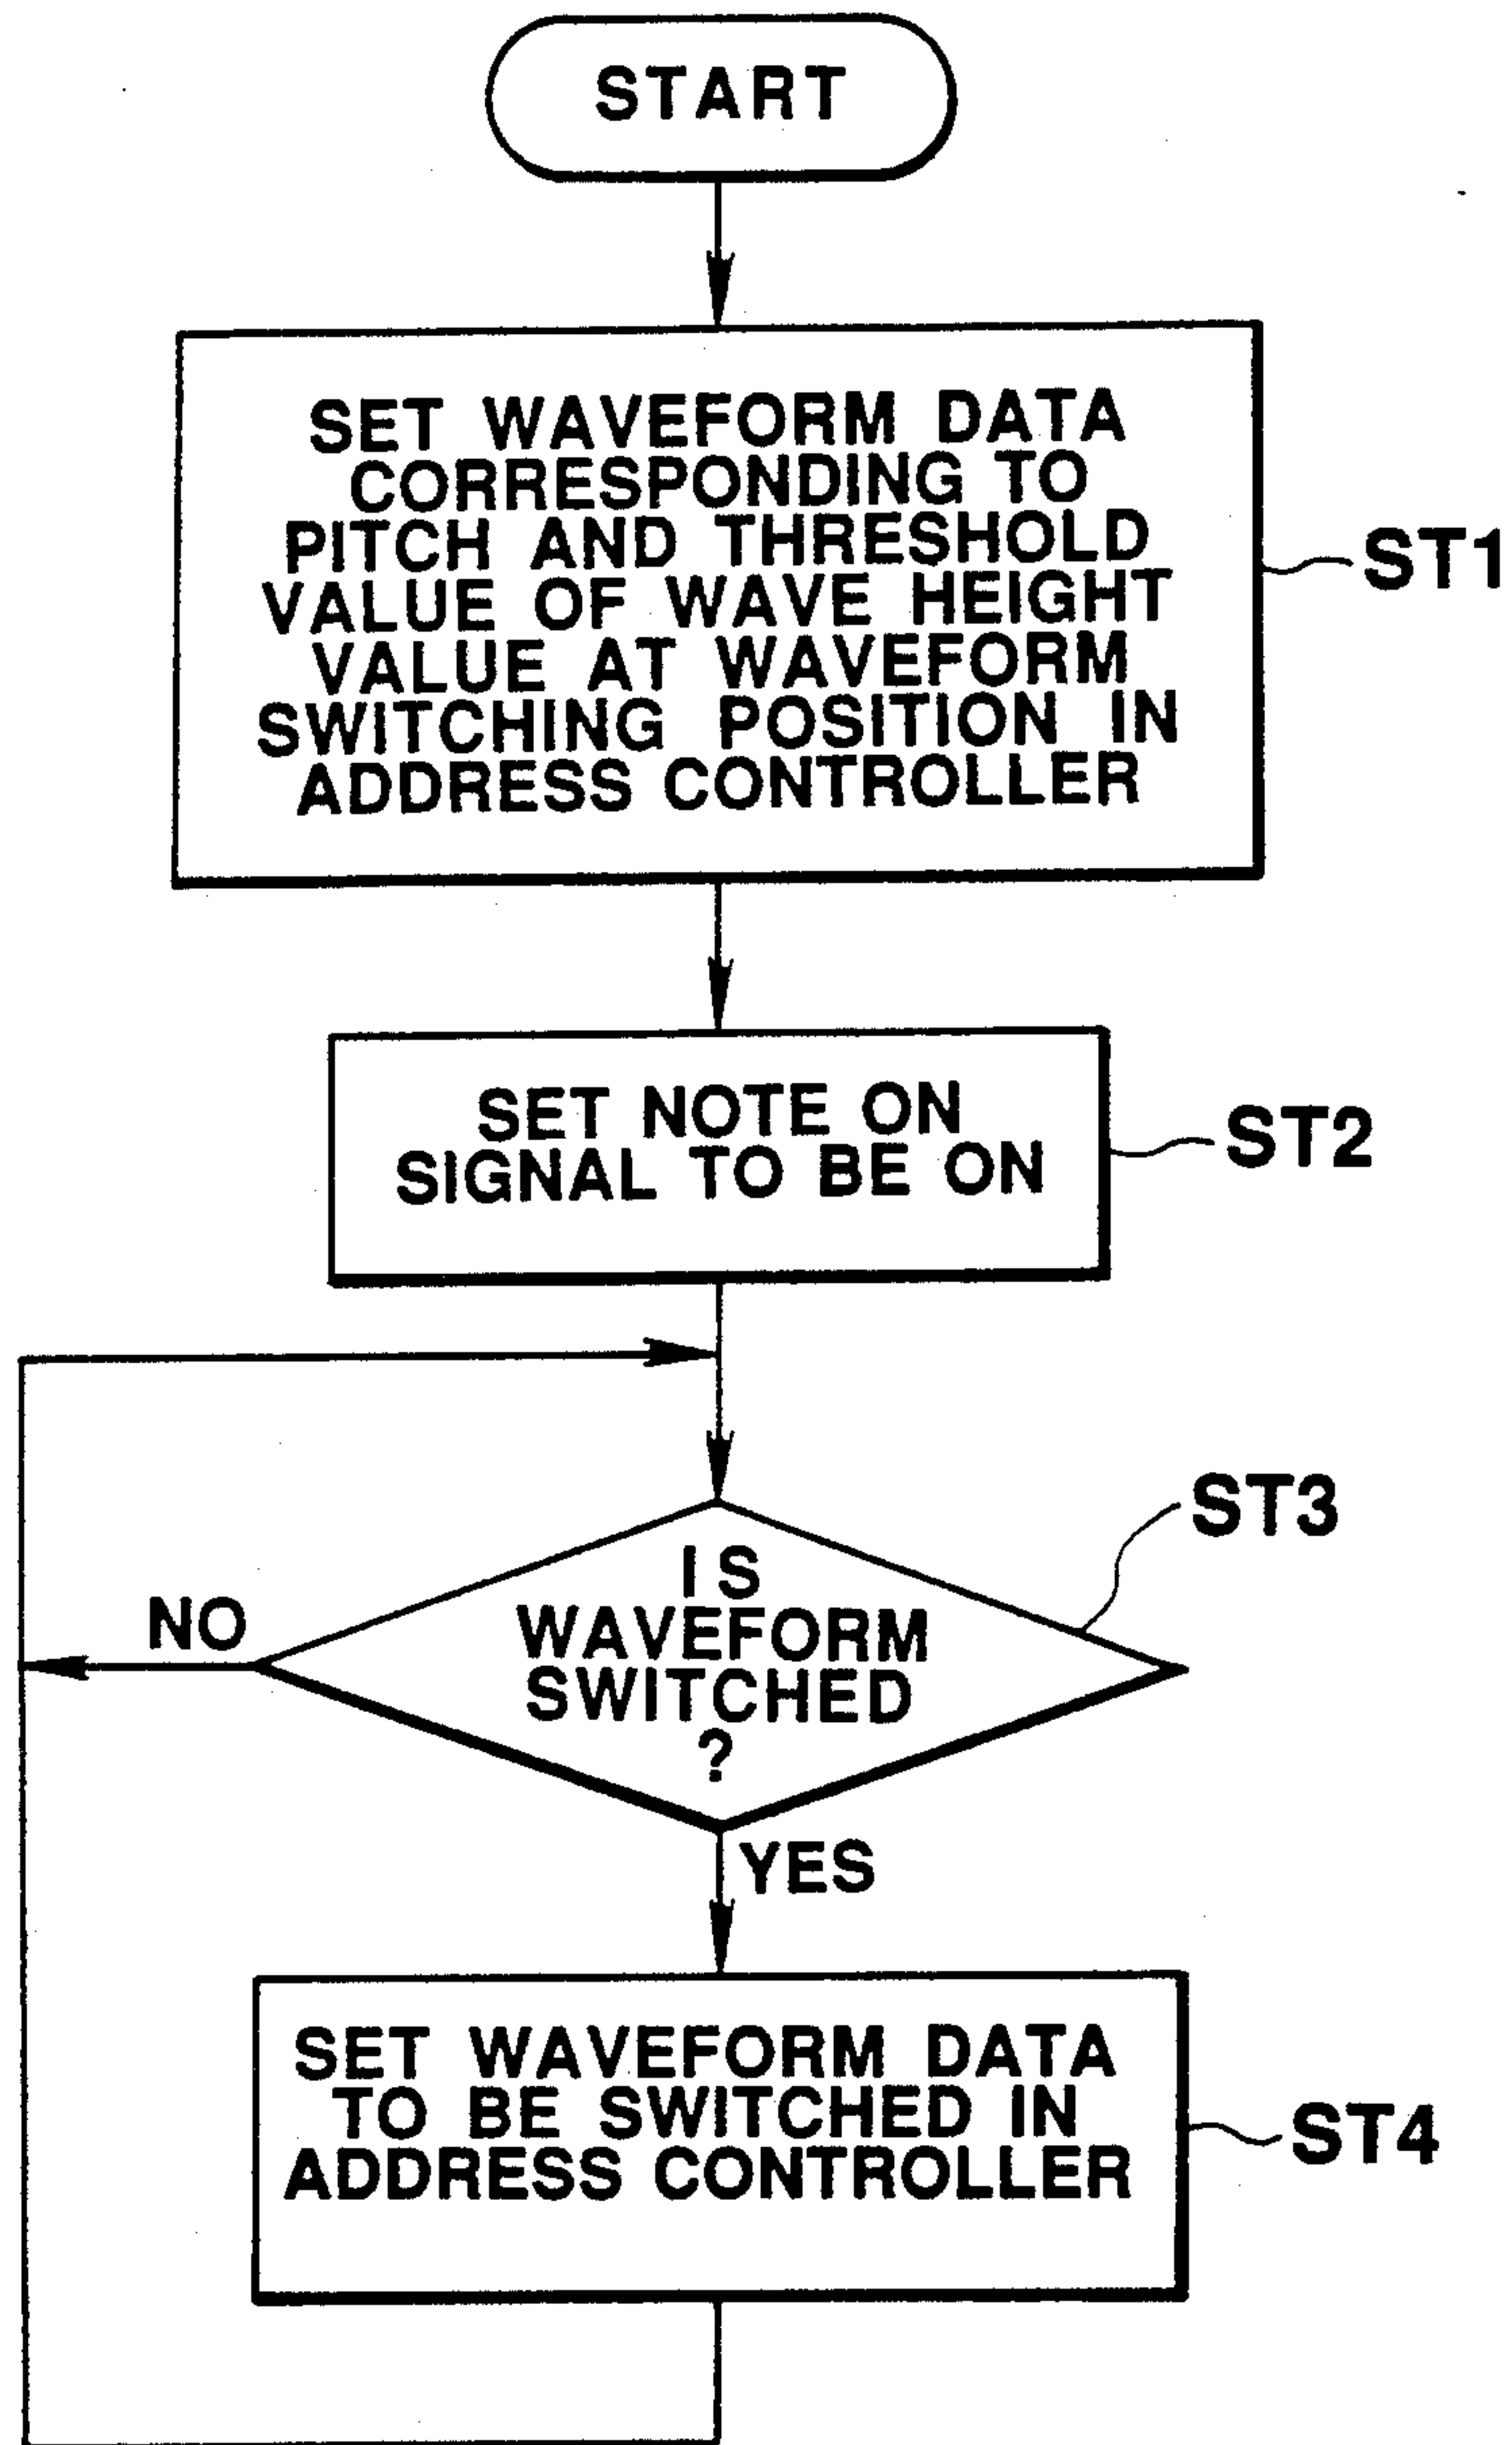 START
SET WAVEFORM DATA
CORRESPONDING TO
PITCH AND THRESHOLD
VALUE OF WAVE HEIGHT
VALUE AT WAVEFORM
SWITCHING POSITION IN
ADDRESS CONTROLLER
ST1
SET NOTE ON
SIGNAL TO BE ON
ST2
IS
WAVEFORM
SWITCHED
?
ST3
NO
YES
SET WAVEFORM DATA
TO BE SWITCHED IN
ADDRESS CONTROLLER
ST4